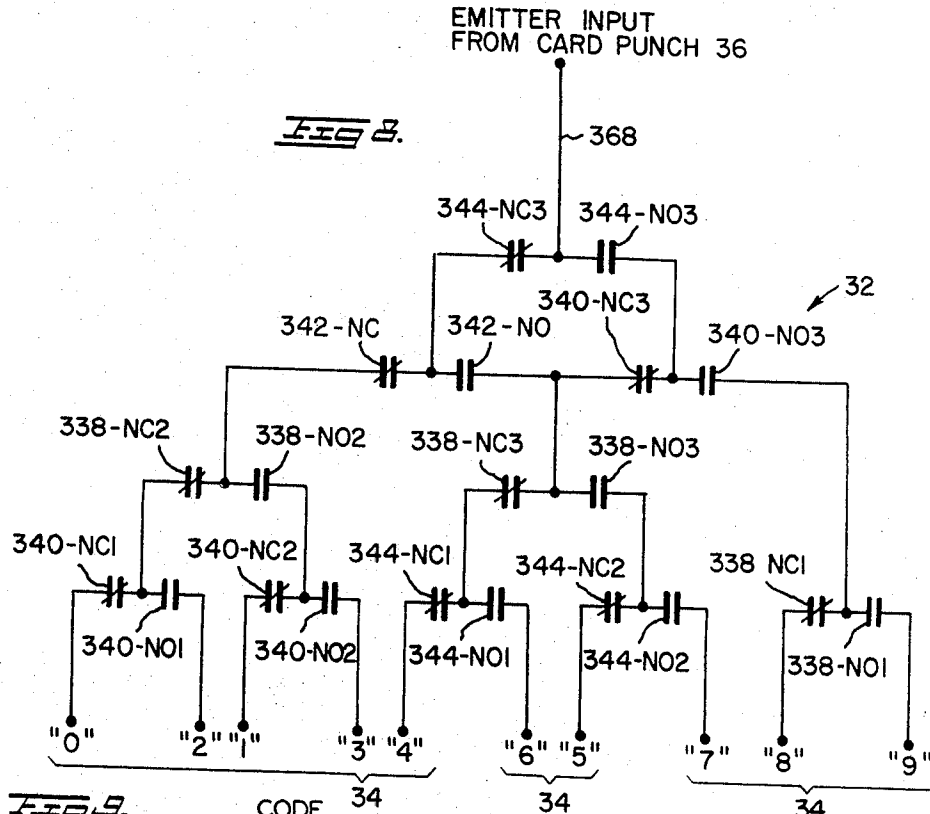 EMITTER INPUT
FROM CARD PUNCH 36
Fig 8.
368
344-NC3 344-NO3
32
340-NC3
342-NC 342-NO 340-NO3
338-NC2 338-NO2 338-NC3 338-NO3
340-NC1 340-NC2 344-NC1 344-NC2 338 NC1
340-NO1 340-NO2 344-NO1 344-NO2 338-NO1
"0" "2" "1" "3" "4" "6" "5" "7" "8" "9"
34 34 34
Fig 9. CODE